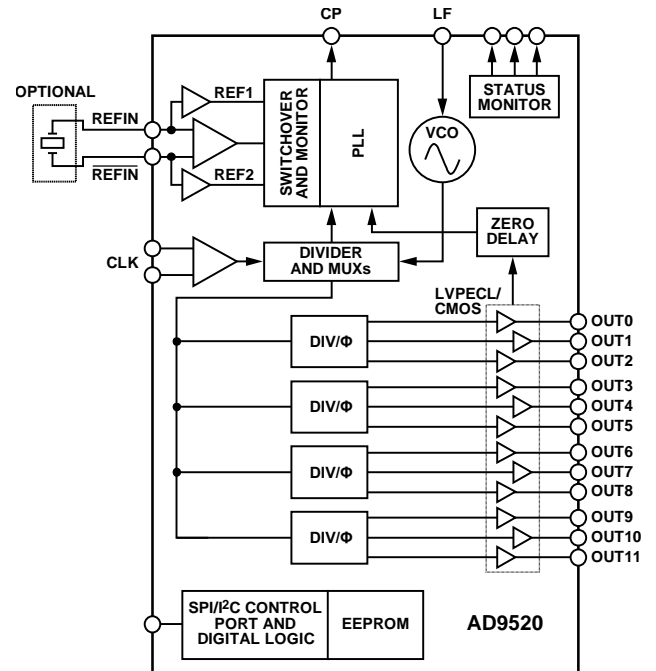 CP
LF
OPTIONAL
REFIN
REFIN
REF1
REF2
SWITCHOVER
AND MONITOR
PLL
VCO
STATUS
MONITOR
ZERO
DELAY
CLK
DIVIDER
AND MUXs
LVPECL/
CMOS
DIV/Φ
OUT0
OUT1
OUT2
DIV/Φ
OUT3
OUT4
OUT5
DIV/Φ
OUT6
OUT7
OUT8
DIV/Φ
OUT9
OUT10
OUT11
SPI/I²C CONTROL
PORT AND
DIGITAL LOGIC
EEPROM
AD9520